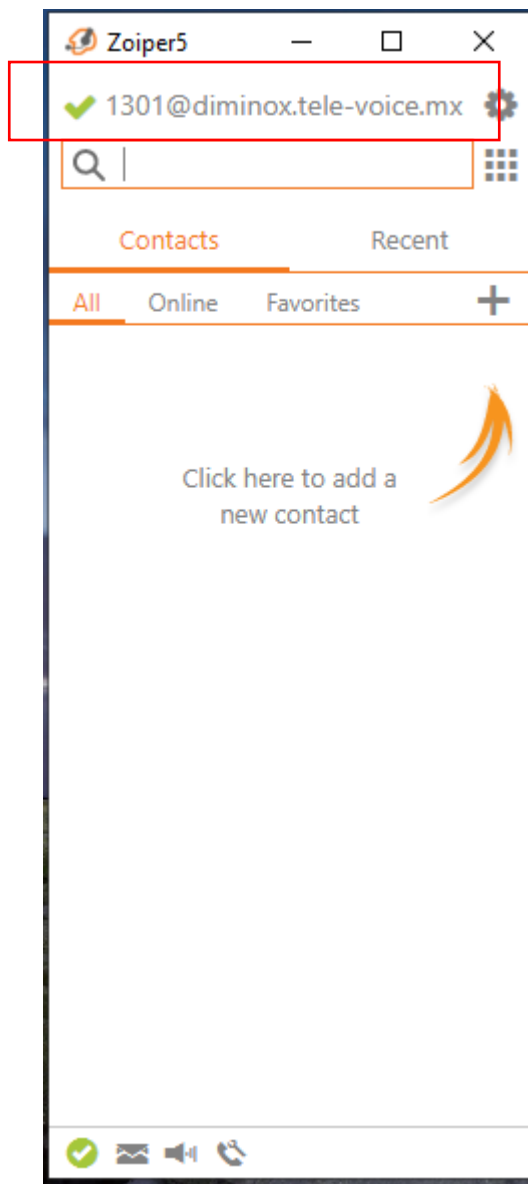 Zoiper5
1301@diminox.tele-voice.mx
Contacts Recent
All Online Favorites
Click here to add a
new contact